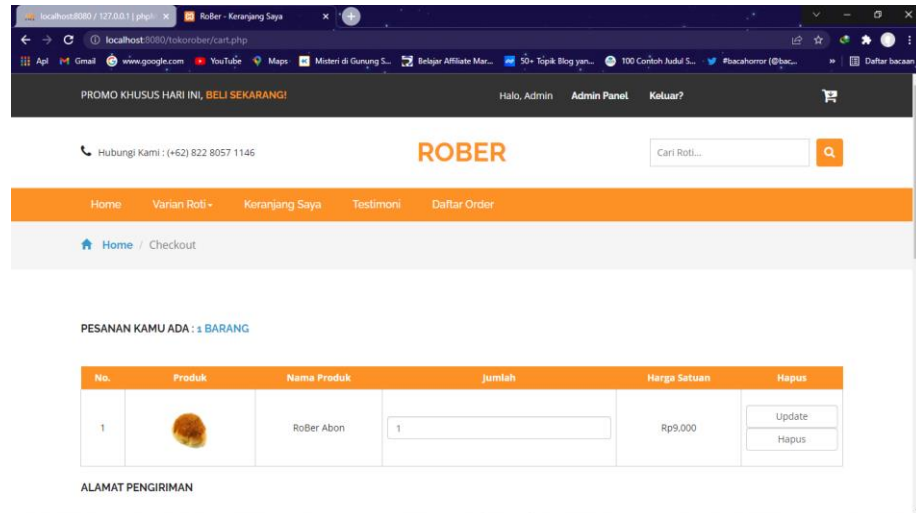 localhost:8080 / 127.0.0.1 | phpM
RoBer - Keranjang Saya
localhost:8080/tokorober/cart.php
Apl
Gmail
www.google.com
YouTube
Maps
Misteri di Gunung S...
Belajar Affiliate Mar...
50+ Topik Blog yan...
100 Contoh Judul S...
#bacahorror (@bac...
Daftar bacaan
PROMO KHUSUS HARI INI, BELI SEKARANG!
Halo, Admin
Admin Panel
Keluar?
Hubungi Kami : (+62) 822 8057 1146
ROBER
Cari Roti...
Home
Varian Roti
Keranjang Saya
Testimoni
Daftar Order
Home / Checkout
PESANAN KAMU ADA : 1 BARANG
No. Produk Nama Produk Jumlah Harga Satuan Hapus
1 RoBer Abon 1 Rp9,000 Update
Hapus
ALAMAT PENGIRIMAN